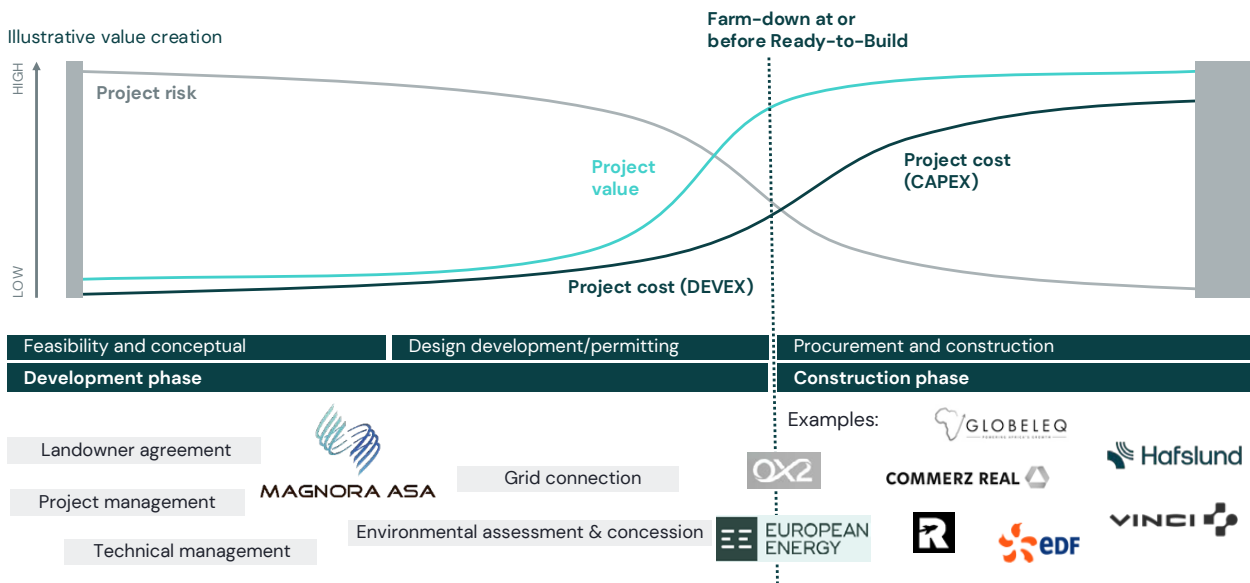 Farm-down at or
before Ready-to-Build
Illustrative value creation
HIGH
LOW
Project risk
Project
value
Project cost
(CAPEX)
Project cost (DEVEX)
Feasibility and conceptual
Design development/permitting
Procurement and construction
Development phase
Construction phase
Examples:
GLOBELEQ
POWERING AFRICA'S GROWTH
Landowner agreement
Hafslund
Grid connection
OX2
COMMERZ REAL
MAGNORA ASA
Project management
Environmental assessment & concession
EUROPEAN
ENERGY
R
eDF
VINCI
Technical management